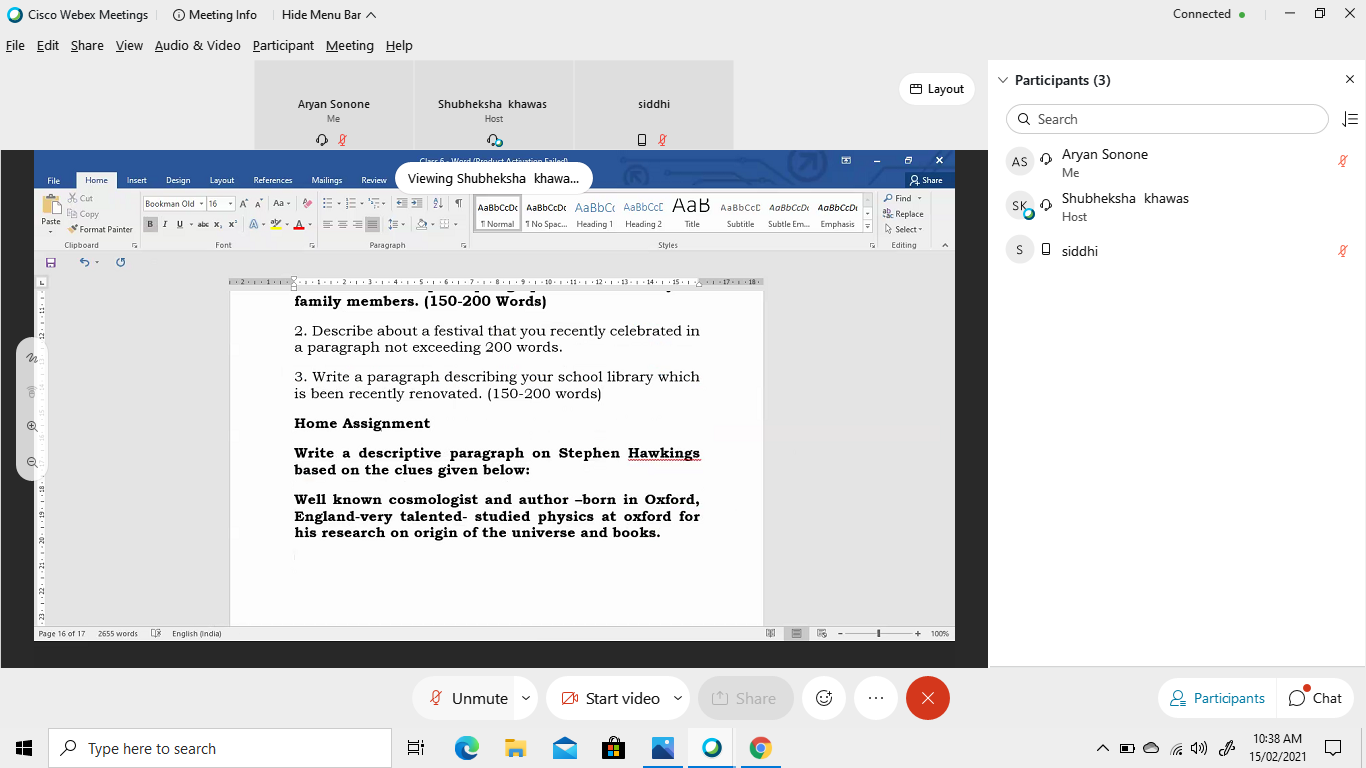 Cisco Webex Meetings
Meeting Info
Hide Menu Bar
Connected
File Edit Share View Audio & Video Participant Meeting Help
Aryan Sonone
Me
Shubheksha khawas
Host
siddhi
Layout
Class 6 - Word (Product Activation Failed)
Viewing Shubheksha khawa...
File Home Insert Design Layout References Mailings Review
Share
Paste
Cut
Copy
Format Painter
Clipboard
Bookman Old 16
Font
Paragraph
AaBbCcDc AaBbCcDc AaBbCc AaBbCcD AaB AaBbCcD AaBbCcDc AaBbCcDc
¶ Normal ¶ No Spac... Heading 1 Heading 2 Title Subtitle Subtle Em... Emphasis
Styles
Find
Replace
Select
Editing
family members. (150-200 Words)
2. Describe about a festival that you recently celebrated in
a paragraph not exceeding 200 words.
3. Write a paragraph describing your school library which
is been recently renovated. (150-200 words)
Home Assignment
Write a descriptive paragraph on Stephen Hawkings
based on the clues given below:
Well known cosmologist and author –born in Oxford,
England-very talented- studied physics at oxford for
his research on origin of the universe and books.
Page 16 of 17 2655 words English (India)
100%
Participants (3)
Search
AS
Aryan Sonone
Me
SK
Shubheksha khawas
Host
S
siddhi
Unmute
Start video
Share
Participants
Chat
Type here to search
10:38 AM
15/02/2021